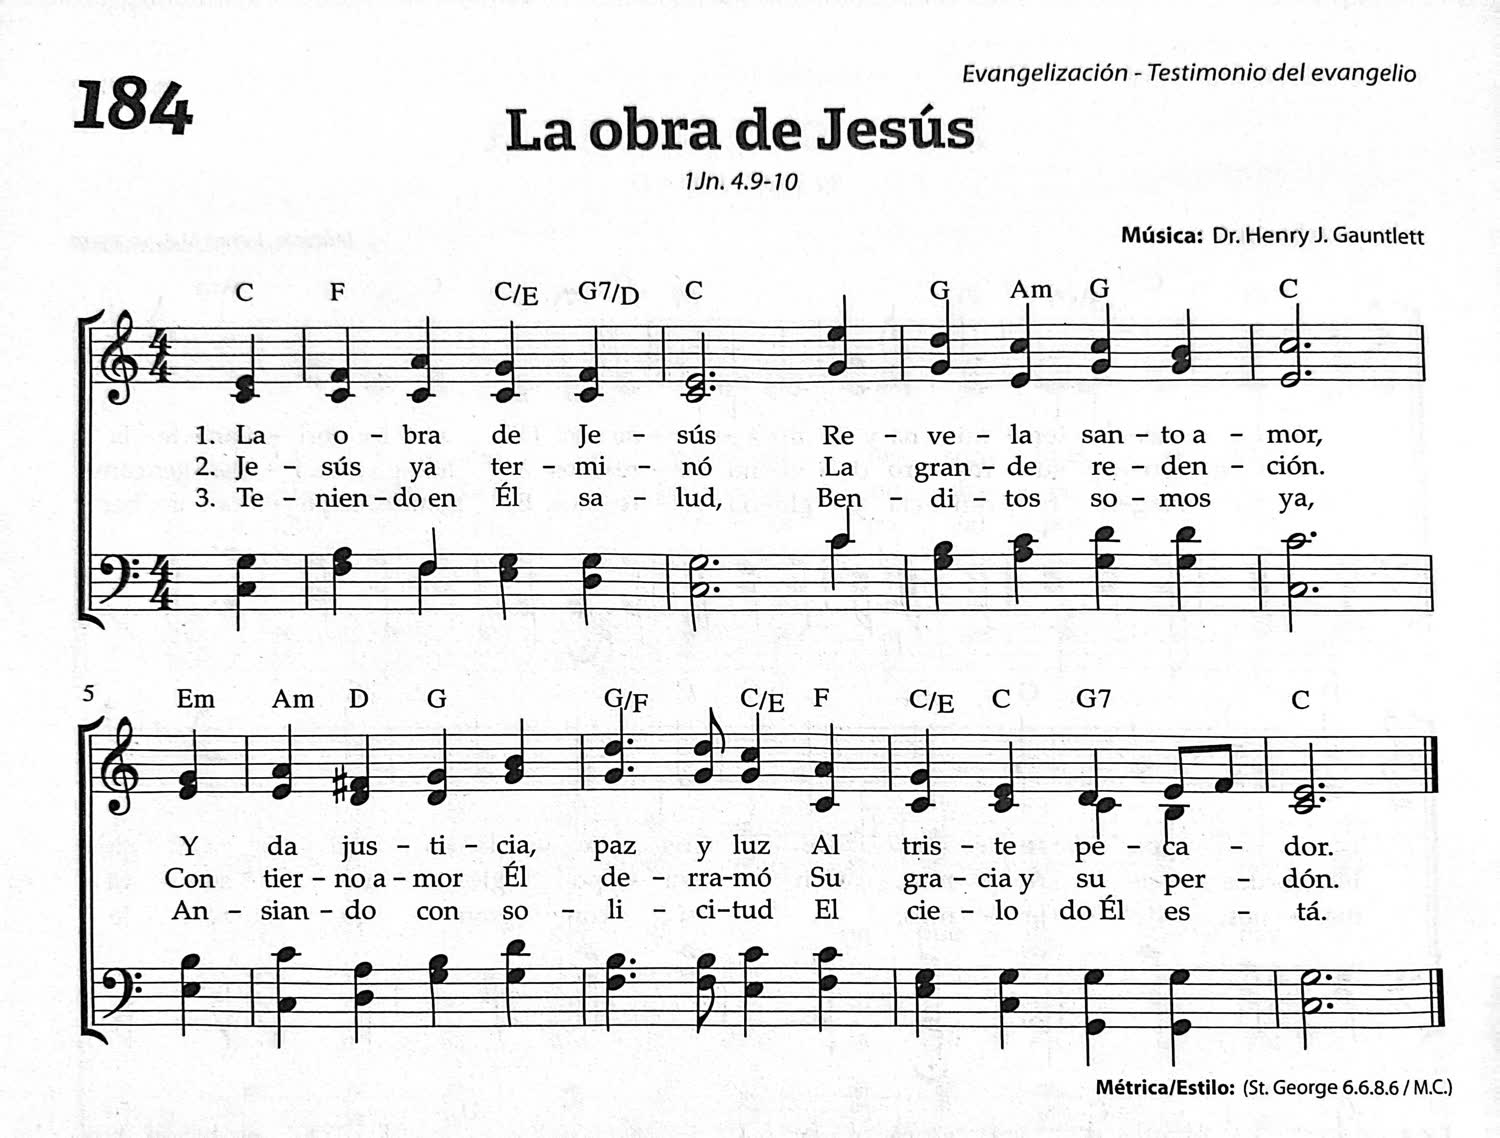 184
Evangelización - Testimonio del evangelio
La obra de Jesús
1 Jn. 4.9-10
Música: Dr. Henry J. Gauntlett
C F C/E G7/D C G Am G C
1. La o - bra de Je - sús Re - ve - la san - to a - mor,
2. Je - sús ya ter - mi - nó La gran - de re - den - ción.
3. Te - nien - do en Él sa - lud, Ben - di - tos so - mos ya,
5 Em Am D G G/F C/E F C/E C G7 C
Y da jus - ti - cia, paz y luz Al tris - te pe - ca - dor.
Con tier - no a - mor Él de - rra - mó Su gra - cia y su per - dón.
An - sian - do con so - li - ci - tud El cie - lo do Él es - tá.
Métrica/Estilo: (St. George 6.6.8.6 / M.C.)